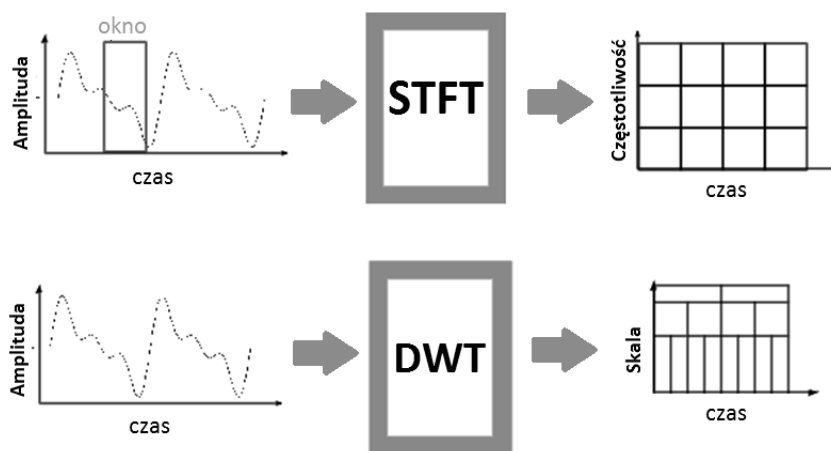 okno
Amplituda
czas
STFT
Częstotliwość
czas
Amplituda
czas
DWT
Skala
czas